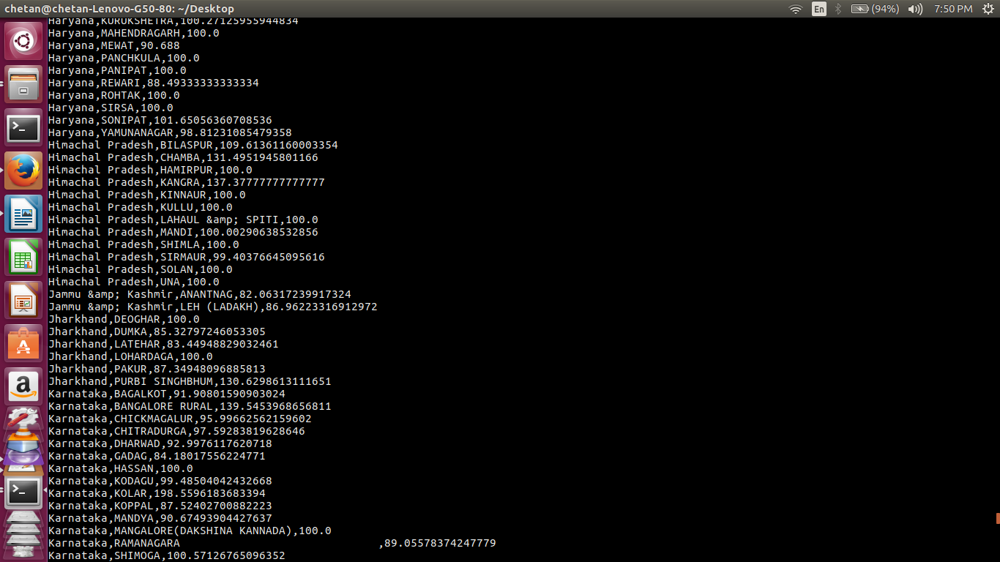 chetan@chetan-Lenovo-G50-80: ~/Desktop En (94%) 7:50 PM
Haryana,KURUKSHETRA,100.27125955944834
Haryana,MAHENDRAGARH,100.0
Haryana,MEWAT,90.688
Haryana,PANCHKULA,100.0
Haryana,PANIPAT,100.0
Haryana,REWARI,88.49333333333334
Haryana,ROHTAK,100.0
Haryana,SIRSA,100.0
Haryana,SONIPAT,101.65056360708536
Haryana,YAMUNANAGAR,98.81231085479358
Himachal Pradesh,BILASPUR,109.61361160003354
Himachal Pradesh,CHAMBA,131.4951945801166
Himachal Pradesh,HAMIRPUR,100.0
Himachal Pradesh,KANGRA,137.37777777777777
Himachal Pradesh,KINNAUR,100.0
Himachal Pradesh,KULLU,100.0
Himachal Pradesh,LAHAUL &amp; SPITI,100.0
Himachal Pradesh,MANDI,100.00290638532856
Himachal Pradesh,SHIMLA,100.0
Himachal Pradesh,SIRMAUR,99.40376645095616
Himachal Pradesh,SOLAN,100.0
Himachal Pradesh,UNA,100.0
Jammu &amp; Kashmir,ANANTNAG,82.06317239917324
Jammu &amp; Kashmir,LEH (LADAKH),86.96223316912972
Jharkhand,DEOGHAR,100.0
Jharkhand,DUMKA,85.32797246053305
Jharkhand,LATEHAR,83.44948829032461
Jharkhand,LOHARDAGA,100.0
Jharkhand,PAKUR,87.34948096885813
Jharkhand,PURBI SINGHBHUM,130.6298613111651
Karnataka,BAGALKOT,91.90801590903024
Karnataka,BANGALORE RURAL,139.5453968656811
Karnataka,CHICKMAGALUR,95.99662562159602
Karnataka,CHITRADURGA,97.59283819628646
Karnataka,DHARWAD,92.9976117620718
Karnataka,GADAG,84.18017556224771
Karnataka,HASSAN,100.0
Karnataka,KODAGU,99.48504042432668
Karnataka,KOLAR,198.5596183683394
Karnataka,KOPPAL,87.52402700882223
Karnataka,MANDYA,90.67493904427637
Karnataka,MANGALORE(DAKSHINA KANNADA),100.0
Karnataka,RAMANAGARA ,89.05578374247779
Karnataka,SHIMOGA,100.57126765096352